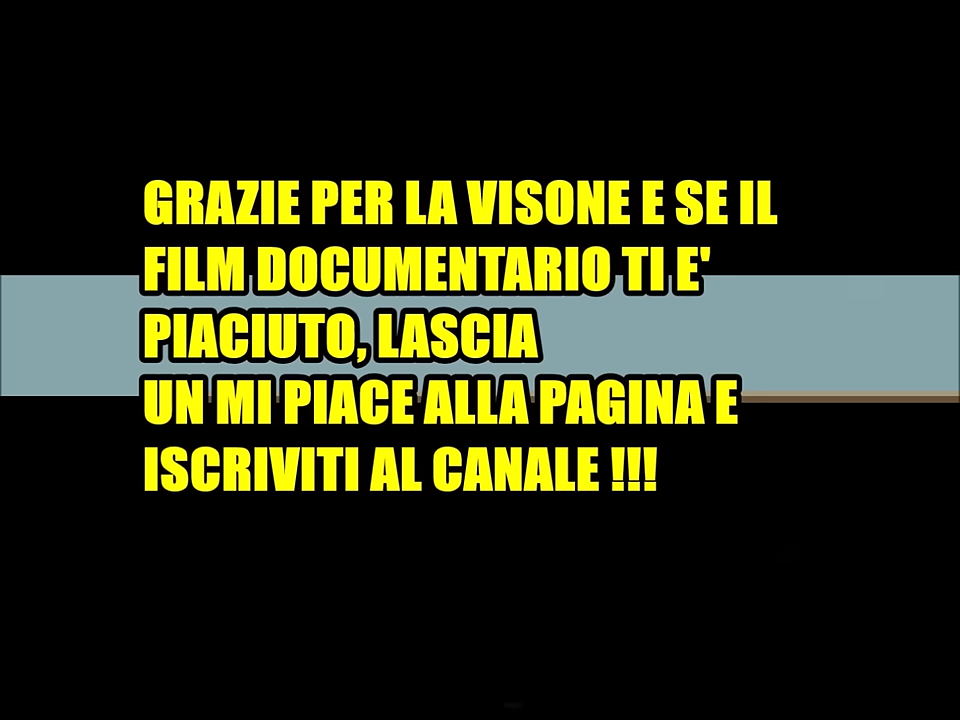 GRAZIE PER LA VISONE E SE IL
FILM DOCUMENTARIO TI E'
PIACIUTO, LASCIA
UN MI PIACE ALLA PAGINA E
ISCRIVITI AL CANALE !!!